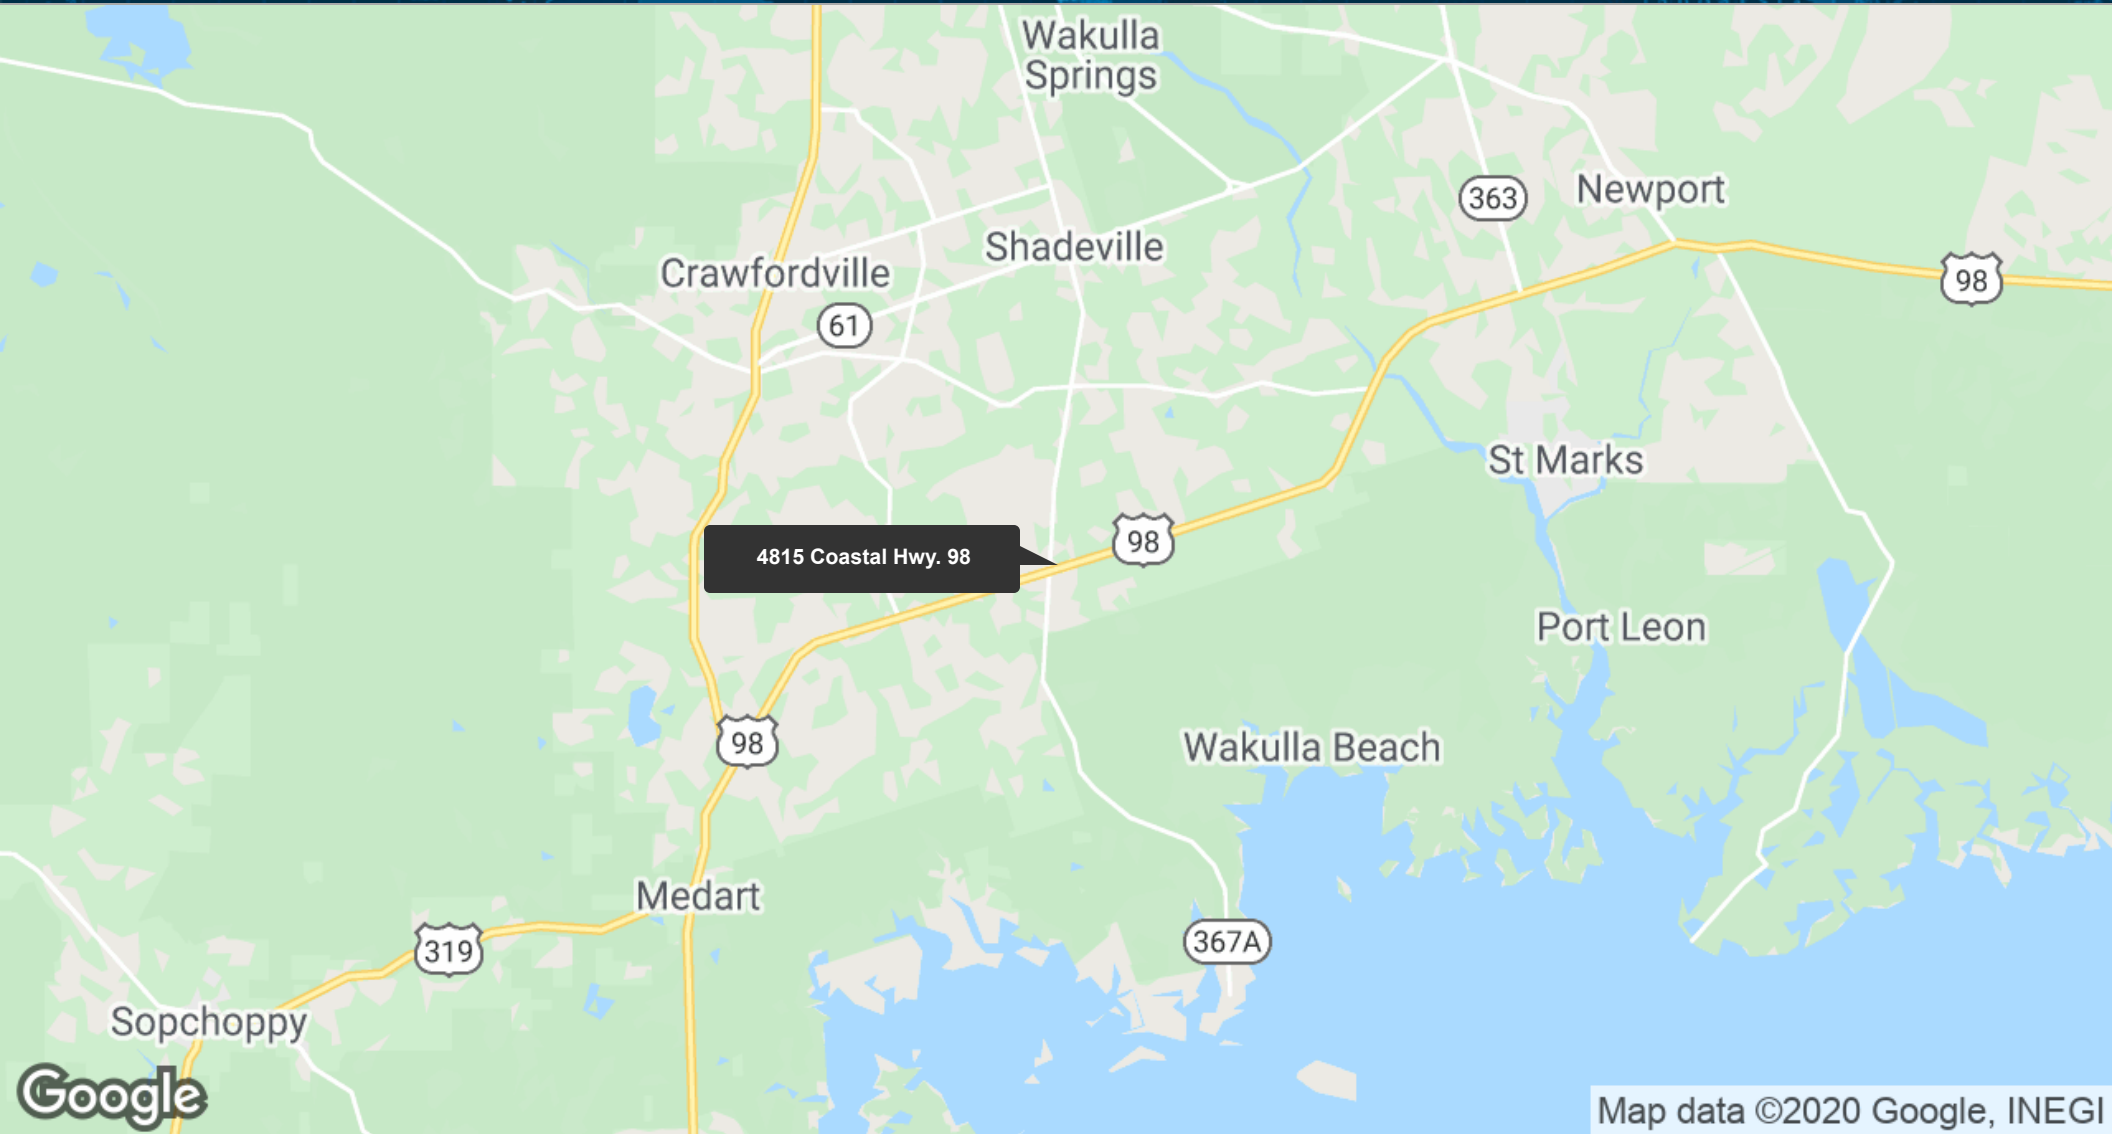 Wakulla
Springs
363
Newport
Shadeville
Crawfordville
98
61
St Marks
98
4815 Coastal Hwy. 98
Port Leon
98
Wakulla Beach
Medart
319
367A
Sopchoppy
Google
Map data ©2020 Google, INEGI